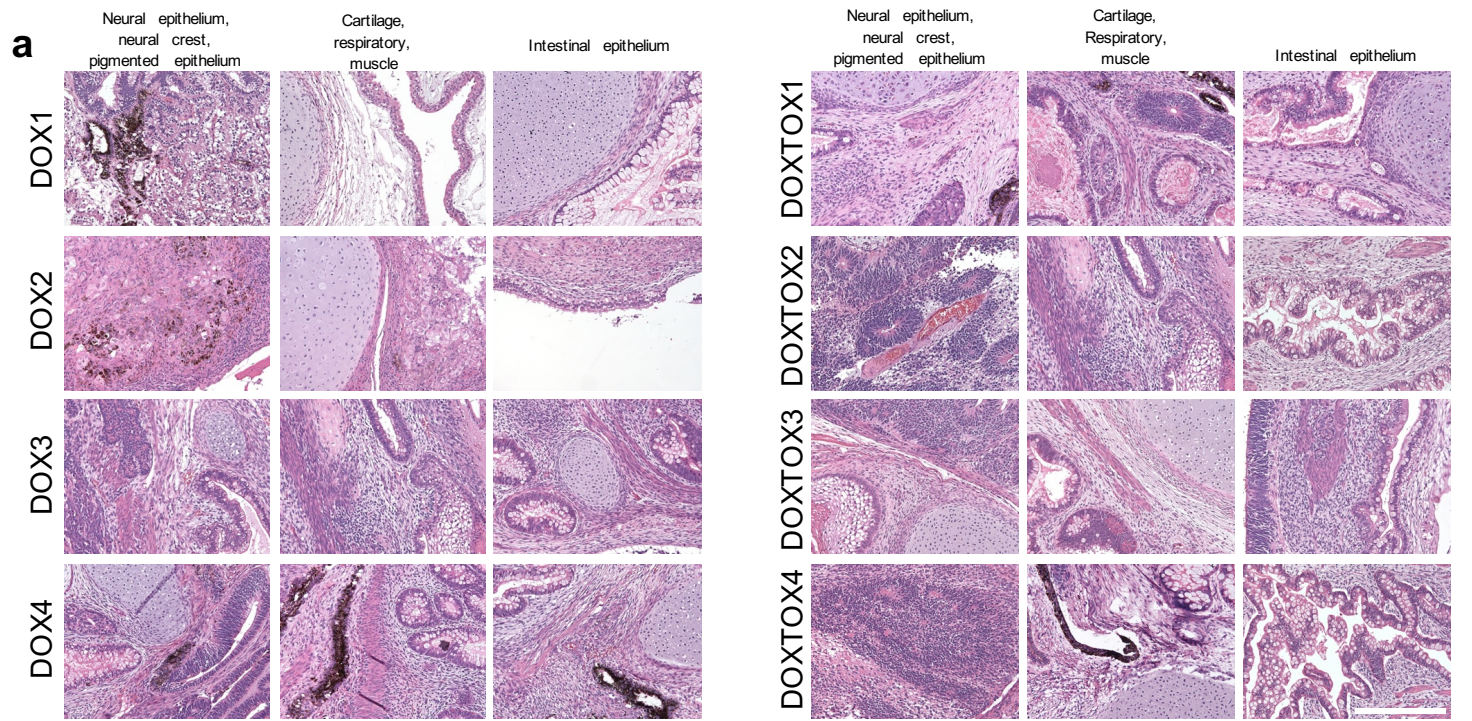 a
Neural epithelium,
neural crest,
pigmented epithelium
Cartilage,
respiratory,
muscle
Intestinal epithelium
DOX1
DOX2
DOX3
DOX4
Neural epithelium,
neural crest,
pigmented epithelium
Cartilage,
Respiratory,
muscle
Intestinal epithelium
DOXTOX1
DOXTOX2
DOXTOX3
DOXTOX4